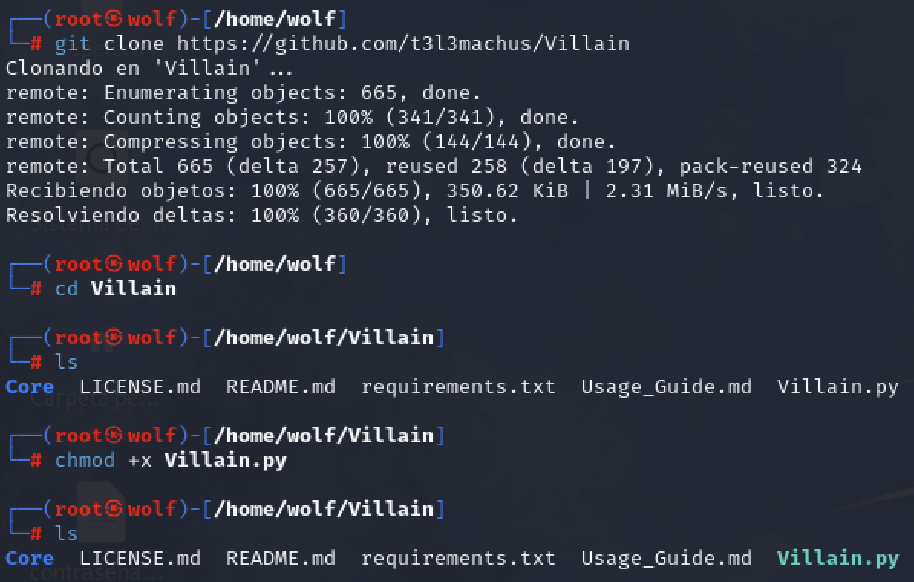 ┌──(root㉿wolf)-[/home/wolf]
└─# git clone https://github.com/t3l3machus/Villain
Clonando en 'Villain'...
remote: Enumerating objects: 665, done.
remote: Counting objects: 100% (341/341), done.
remote: Compressing objects: 100% (144/144), done.
remote: Total 665 (delta 257), reused 258 (delta 197), pack-reused 324
Recibiendo objetos: 100% (665/665), 350.62 KiB | 2.31 MiB/s, listo.
Resolviendo deltas: 100% (360/360), listo.
┌──(root㉿wolf)-[/home/wolf]
└─# cd Villain
┌──(root㉿wolf)-[/home/wolf/Villain]
└─# ls
Core LICENSE.md README.md requirements.txt Usage_Guide.md Villain.py
┌──(root㉿wolf)-[/home/wolf/Villain]
└─# chmod +x Villain.py
┌──(root㉿wolf)-[/home/wolf/Villain]
└─# ls
Core LICENSE.md README.md requirements.txt Usage_Guide.md Villain.py